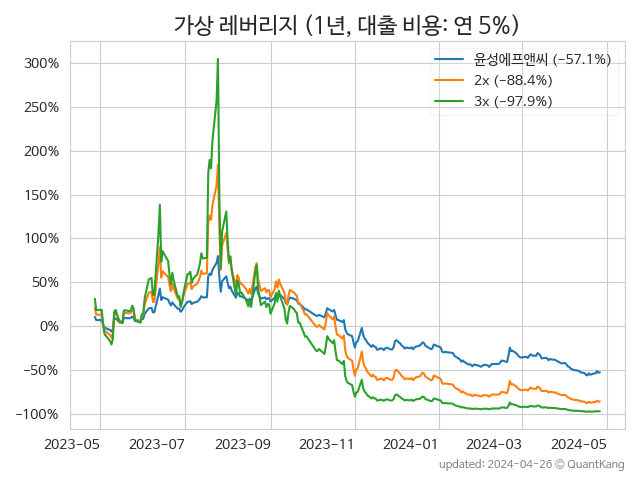 가상 레버리지 (1년, 대출 비용: 연 5%)
윤성에프앤씨 (-57.1%)
2x (-88.4%)
3x (-97.9%)
300%
250%
200%
150%
100%
50%
0%
-50%
-100%
2023-05 2023-07 2023-09 2023-11 2024-01 2024-03 2024-05
updated: 2024-04-26 © QuantKang